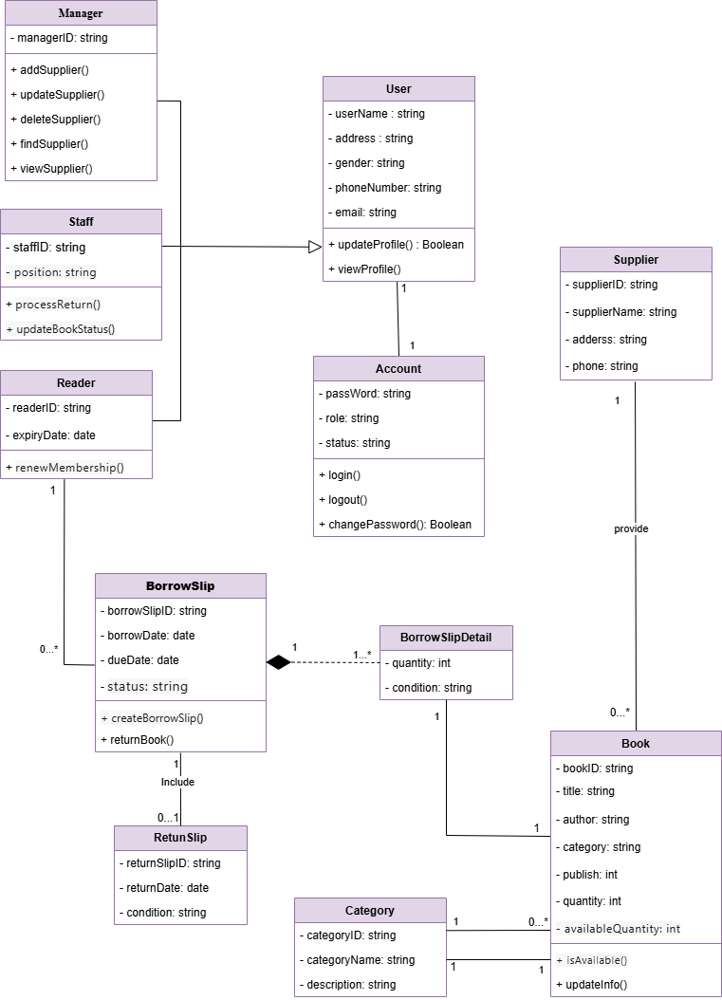 Manager
- managerID: string
+ addSupplier()
+ updateSupplier()
+ deleteSupplier()
+ findSupplier()
+ viewSupplier()
Staff
- staffID: string
- position: string
+ processReturn()
+ updateBookStatus()
Reader
- readerID: string
- expiryDate: date
+ renewMembership()
1
0...*
User
- userName : string
- address : string
- gender: string
- phoneNumber: string
- email: string
+ updateProfile() : Boolean
+ viewProfile()
1
1
Account
- passWord: string
- role: string
- status: string
+ login()
+ logout()
+ changePassword(): Boolean
Supplier
- supplierID: string
- supplierName: string
- adderss: string
- phone: string
1
provide
0...*
BorrowSlip
- borrowSlipID: string
- borrowDate: date
- dueDate: date
- status: string
+ createBorrowSlip()
+ returnBook()
1
1...*
BorrowSlipDetail
- quantity: int
- condition: string
1
1
1
Include
0...1
RetunSlip
- returnSlipID: string
- returnDate: date
- condition: string
Book
- bookID: string
- title: string
- author: string
- category: string
- publish: int
- quantity: int
- availableQuantity: int
+ isAvailable()
+ updateInfo()
Category
- categoryID: string
- categoryName: string
- description: string
1
0...*
1
1